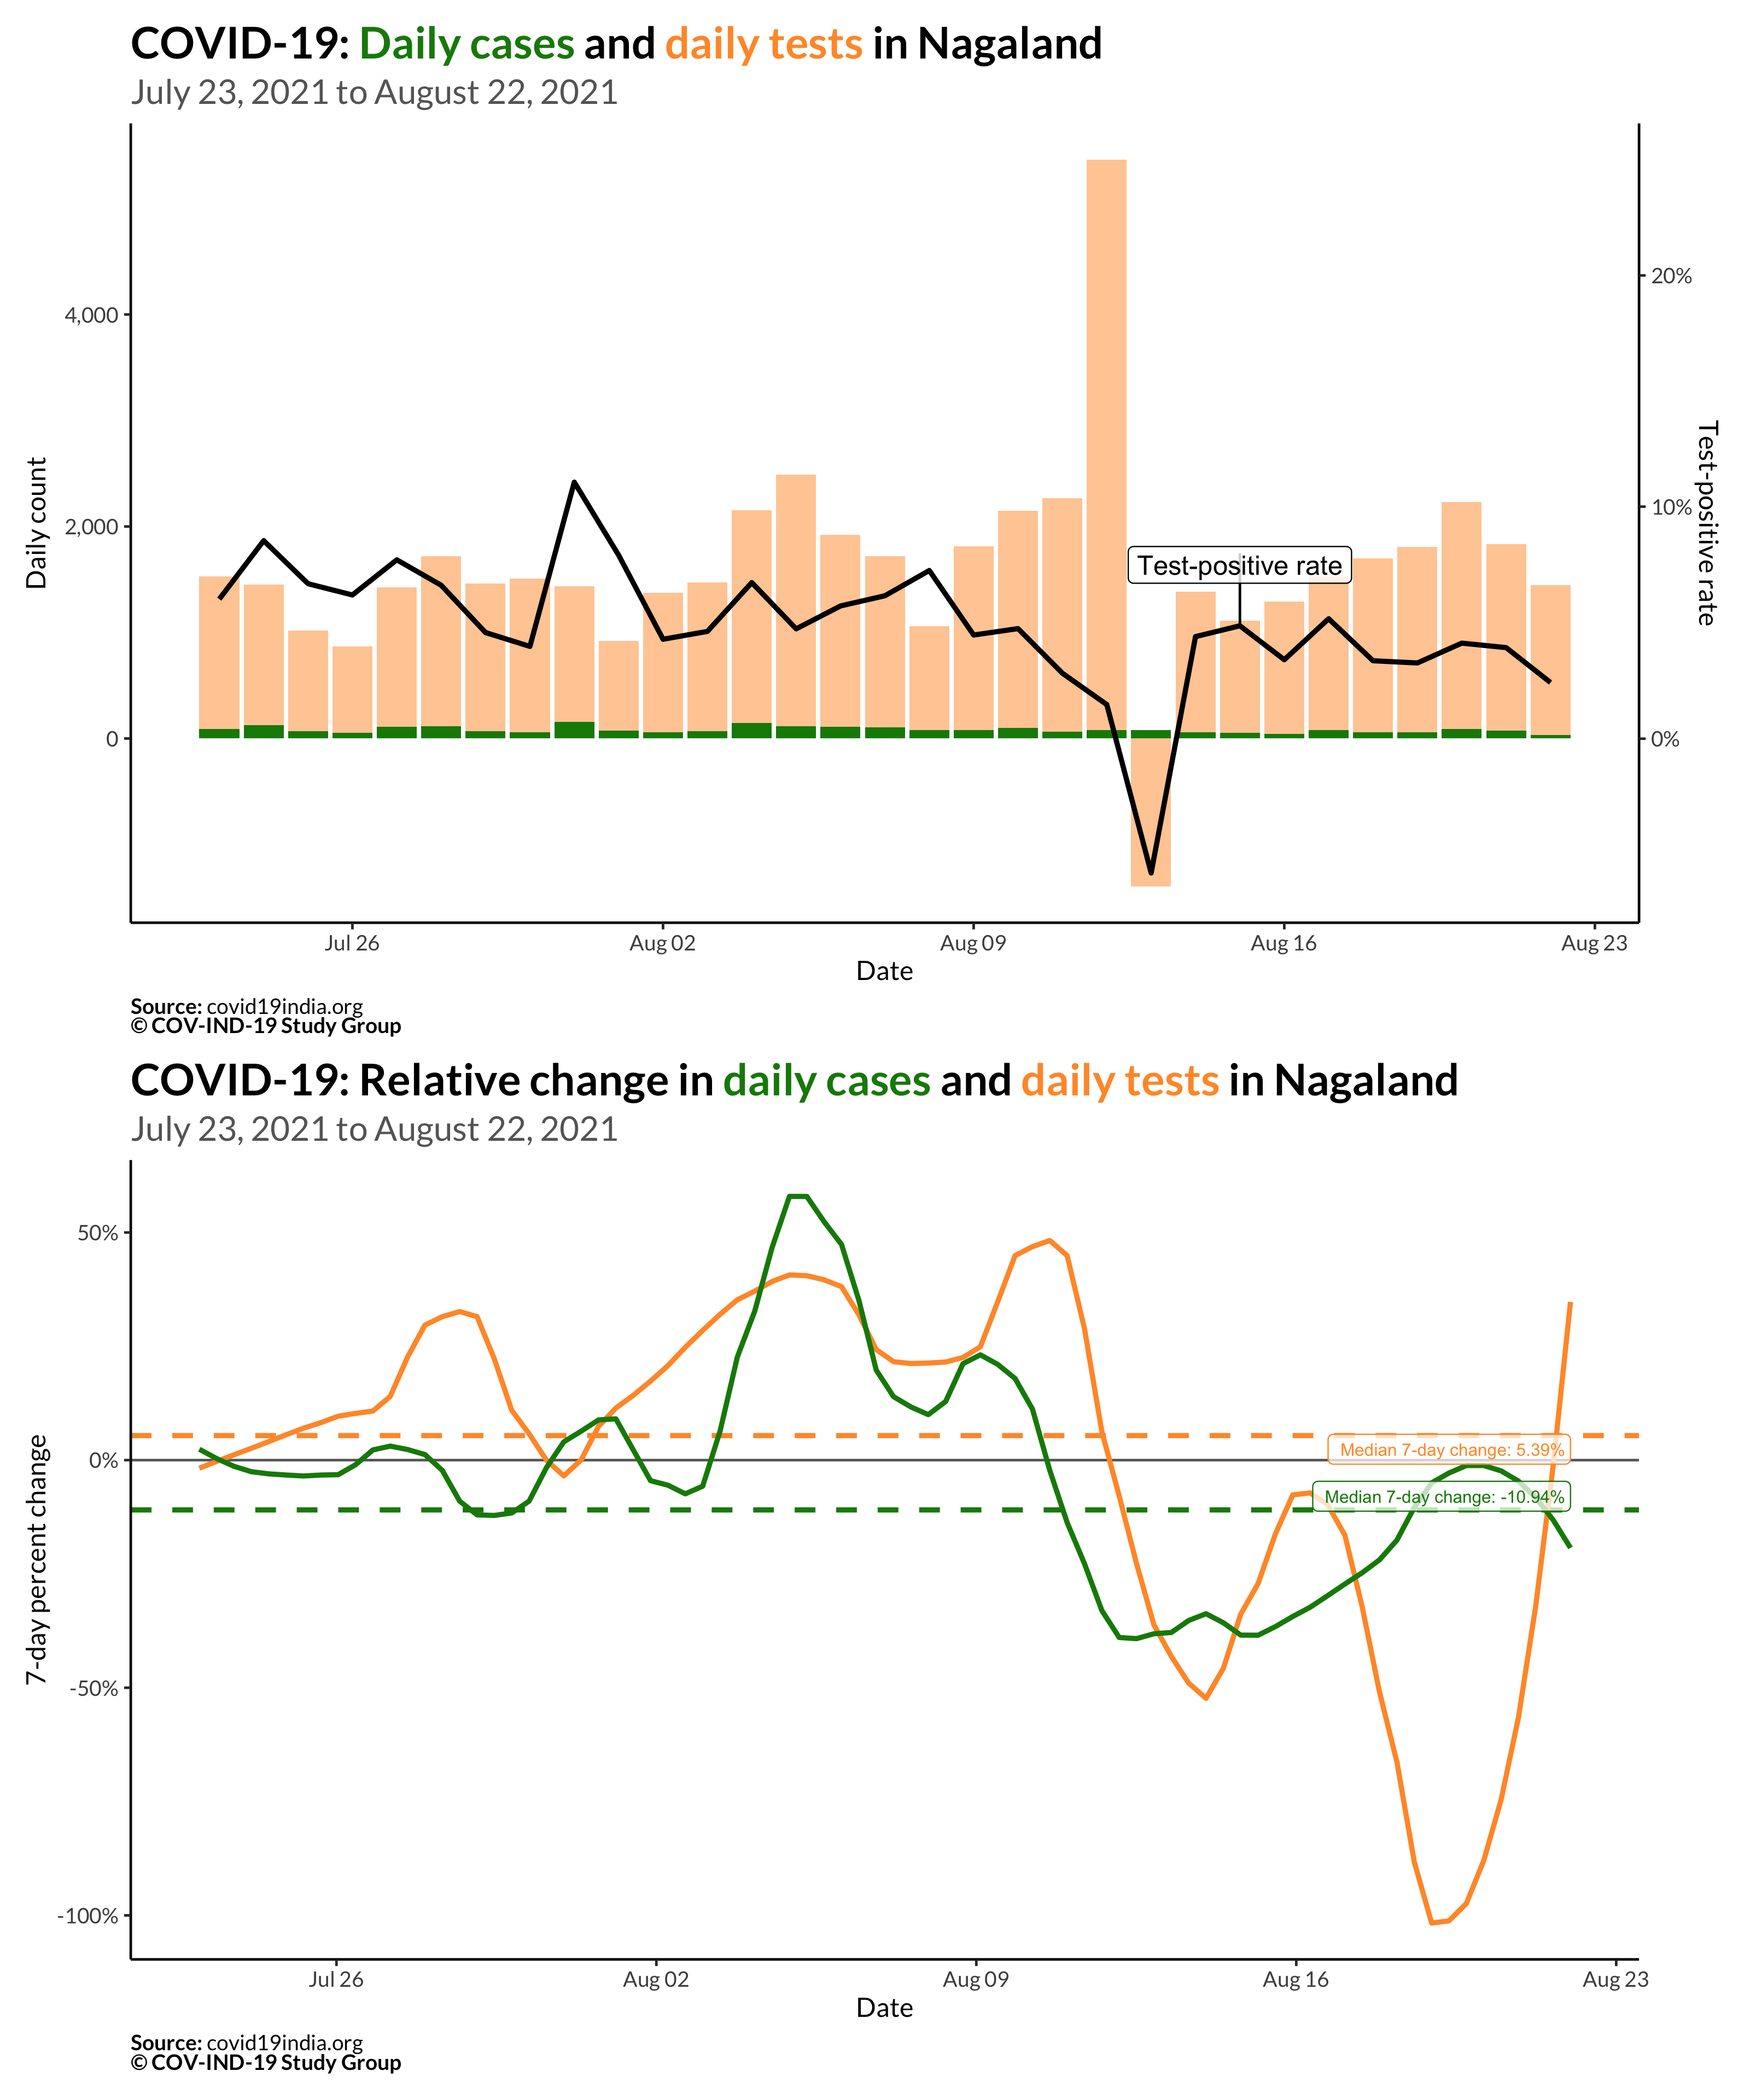 COVID-19: Daily cases and daily tests in Nagaland
July 23, 2021 to August 22, 2021
Daily count
4,000
2,000
0
20%
10%
0%
Test-positive rate
Test-positive rate
Jul 26
Aug 02
Aug 09
Aug 16
Aug 23
Date
Source: covid19india.org
© COV-IND-19 Study Group
COVID-19: Relative change in daily cases and daily tests in Nagaland
July 23, 2021 to August 22, 2021
7-day percent change
50%
0%
-50%
-100%
Median 7-day change: 5.39%
Median 7-day change: -10.94%
Jul 26
Aug 02
Aug 09
Aug 16
Aug 23
Date
Source: covid19india.org
© COV-IND-19 Study Group